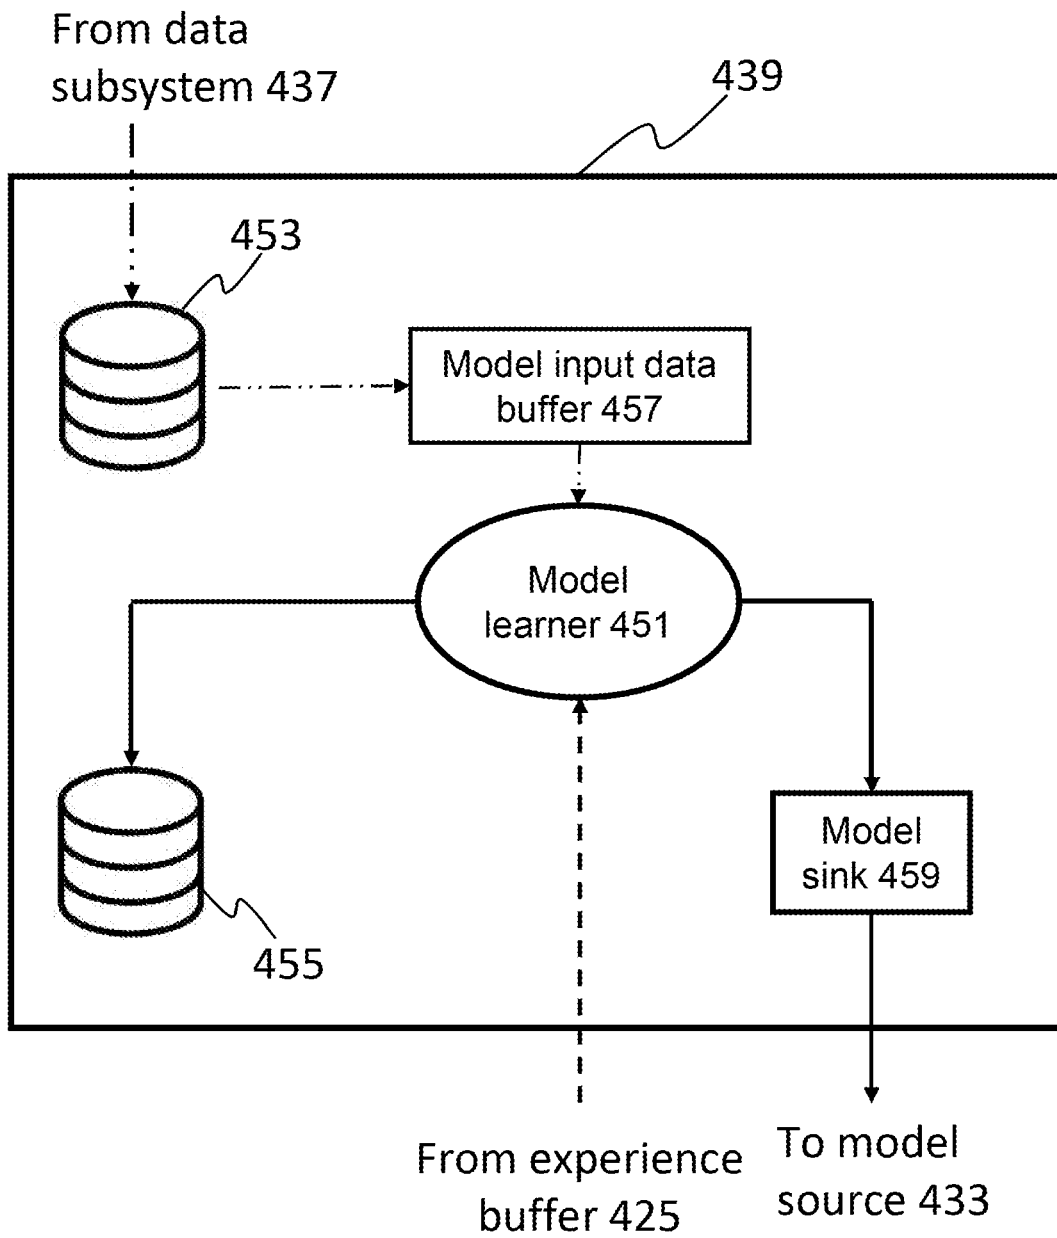 From data
subsystem 437
439
453
Model input data
buffer 457
Model
learner 451
Model
sink 459
455
From experience
buffer 425
To model
source 433